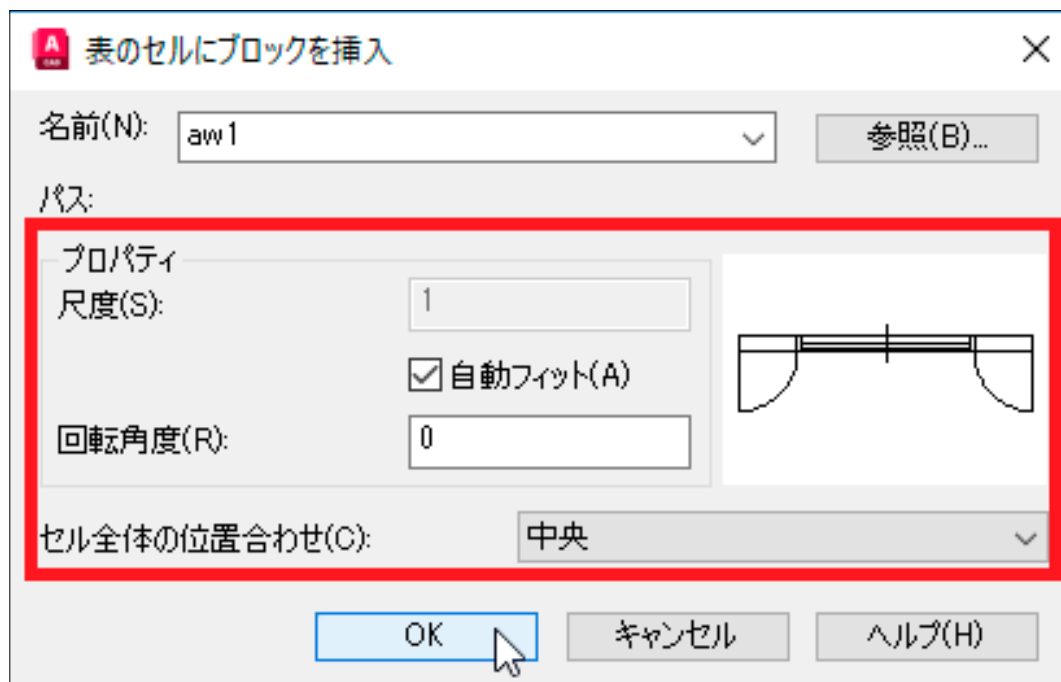 A CAD 表のセルにブロックを挿入
名前(N): aw1 参照(B)...
パス:
プロパティ
尺度(S): 1
自動フィット(A)
回転角度(R): 0
セル全体の位置合わせ(C): 中央
OK キャンセル ヘルプ(H)